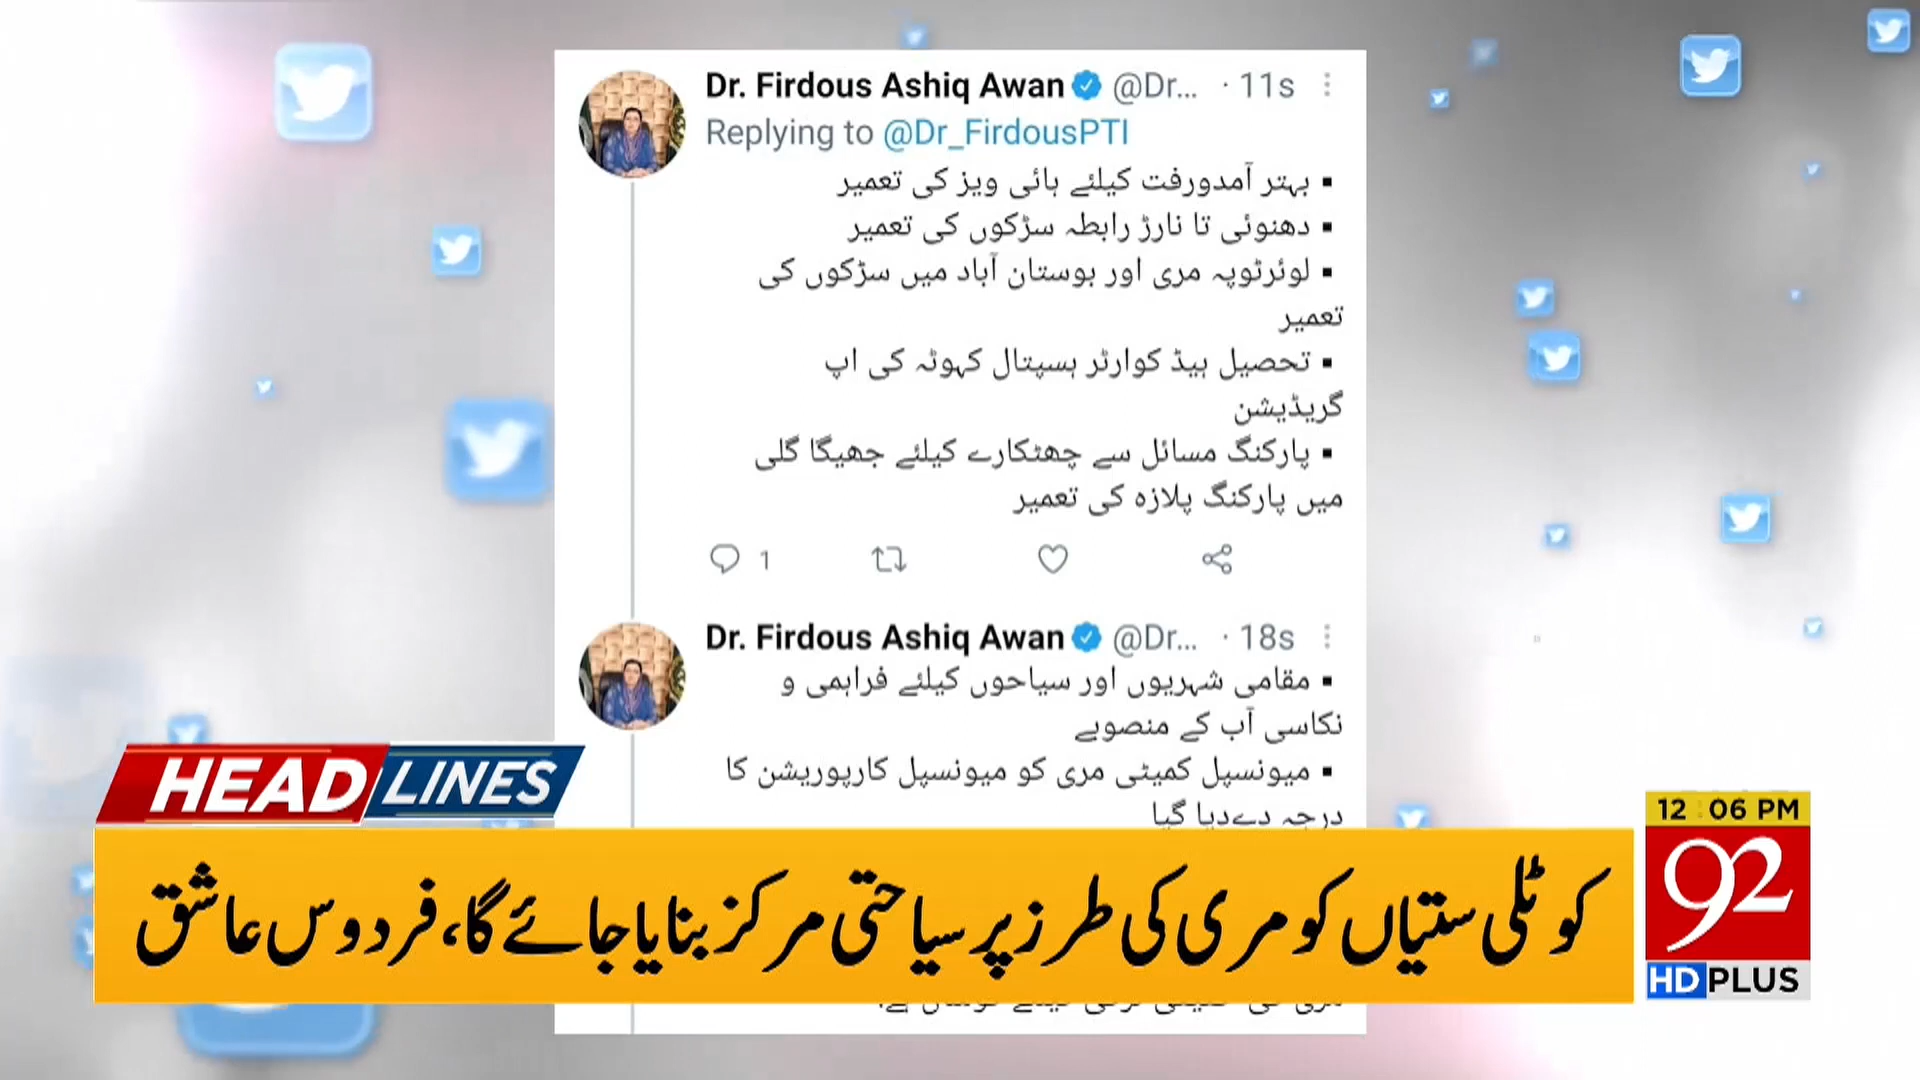 Dr. Firdous Ashiq Awan @Dr... · 11s
Replying to @Dr_FirdousPTI
▪ بہتر آمدورفت کیلئے ہائی ویز کی تعمیر
▪ دھنوئی تا نارڑ رابطہ سڑکوں کی تعمیر
▪ لوئرٹوپہ مری اور بوستان آباد میں سڑکوں کی
تعمیر
▪ تحصیل ہیڈ کوارٹر ہسپتال کہوٹہ کی اپ
گریڈیشن
▪ پارکنگ مسائل سے چھٹکارے کیلئے جھیگا گلی
میں پارکنگ پلازہ کی تعمیر
1
Dr. Firdous Ashiq Awan @Dr... · 18s
▪ مقامی شہریوں اور سیاحوں کیلئے فراہمی و
نکاسی آب کے منصوبے
▪ میونسپل کمیٹی مری کو میونسپل کارپوریشن کا
درجہ دےدیا گیا
HEADLINES
کوٹلی ستیاں کو مری کی طرز پر سیاحتی مرکز بنایا جائے گا، فردوس عاشق
12:06 PM
92
HD PLUS